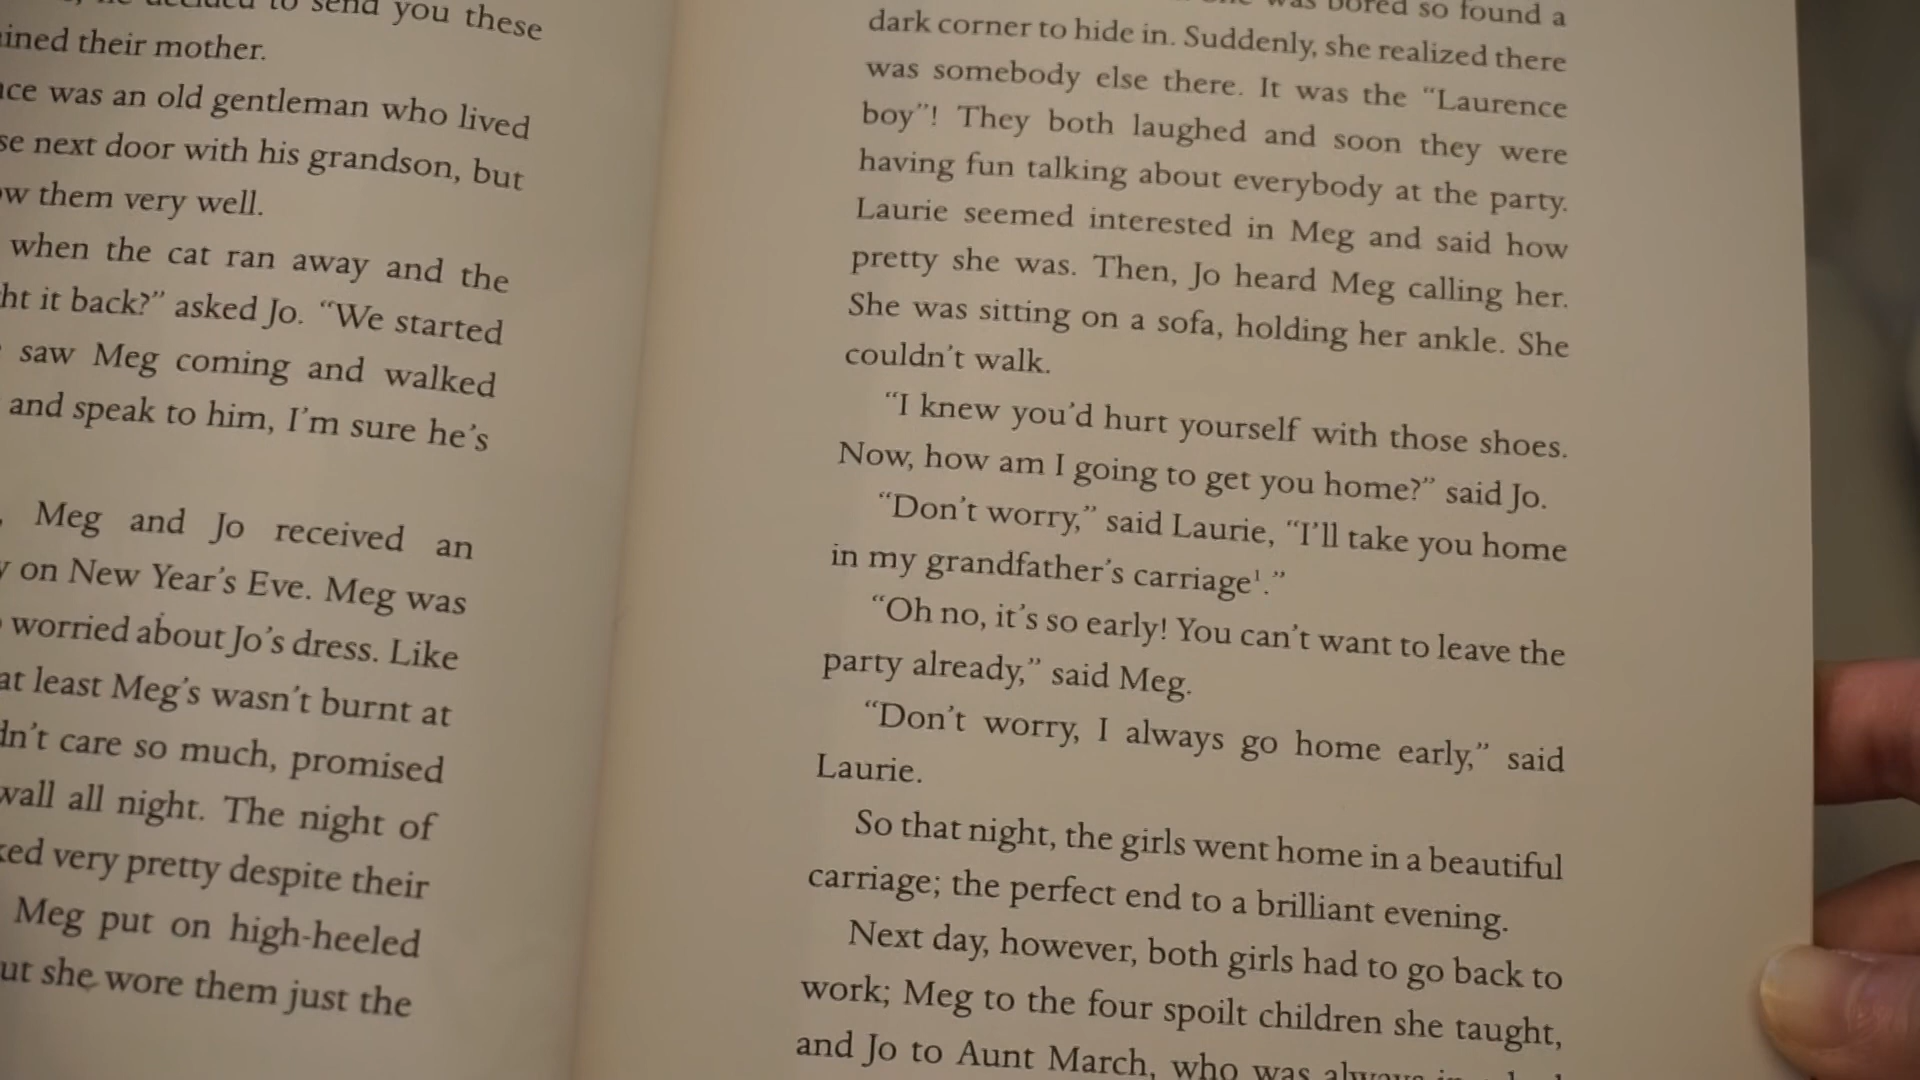 to send you these
their mother.
was an old gentleman who lived
next door with his grandson, but
them very well.
when the cat ran away and the
it back?” asked Jo. “We started
saw Meg coming and walked
and speak to him, I’m sure he’s
Meg and Jo received an
on New Year’s Eve. Meg was
worried about Jo’s dress. Like
at least Meg’s wasn’t burnt at
care so much, promised
wall all night. The night of
very pretty despite their
Meg put on high-heeled
she wore them just the
was bored so found a
dark corner to hide in. Suddenly, she realized there
was somebody else there. It was the “Laurence
boy”! They both laughed and soon they were
having fun talking about everybody at the party.
Laurie seemed interested in Meg and said how
pretty she was. Then, Jo heard Meg calling her.
She was sitting on a sofa, holding her ankle. She
couldn’t walk.
“I knew you’d hurt yourself with those shoes.
Now, how am I going to get you home?” said Jo.
“Don’t worry,” said Laurie, “I’ll take you home
in my grandfather’s carriage¹.”
“Oh no, it’s so early! You can’t want to leave the
party already,” said Meg.
“Don’t worry, I always go home early,” said
Laurie.
So that night, the girls went home in a beautiful
carriage; the perfect end to a brilliant evening.
Next day, however, both girls had to go back to
work; Meg to the four spoilt children she taught,
and Jo to Aunt March, who was always